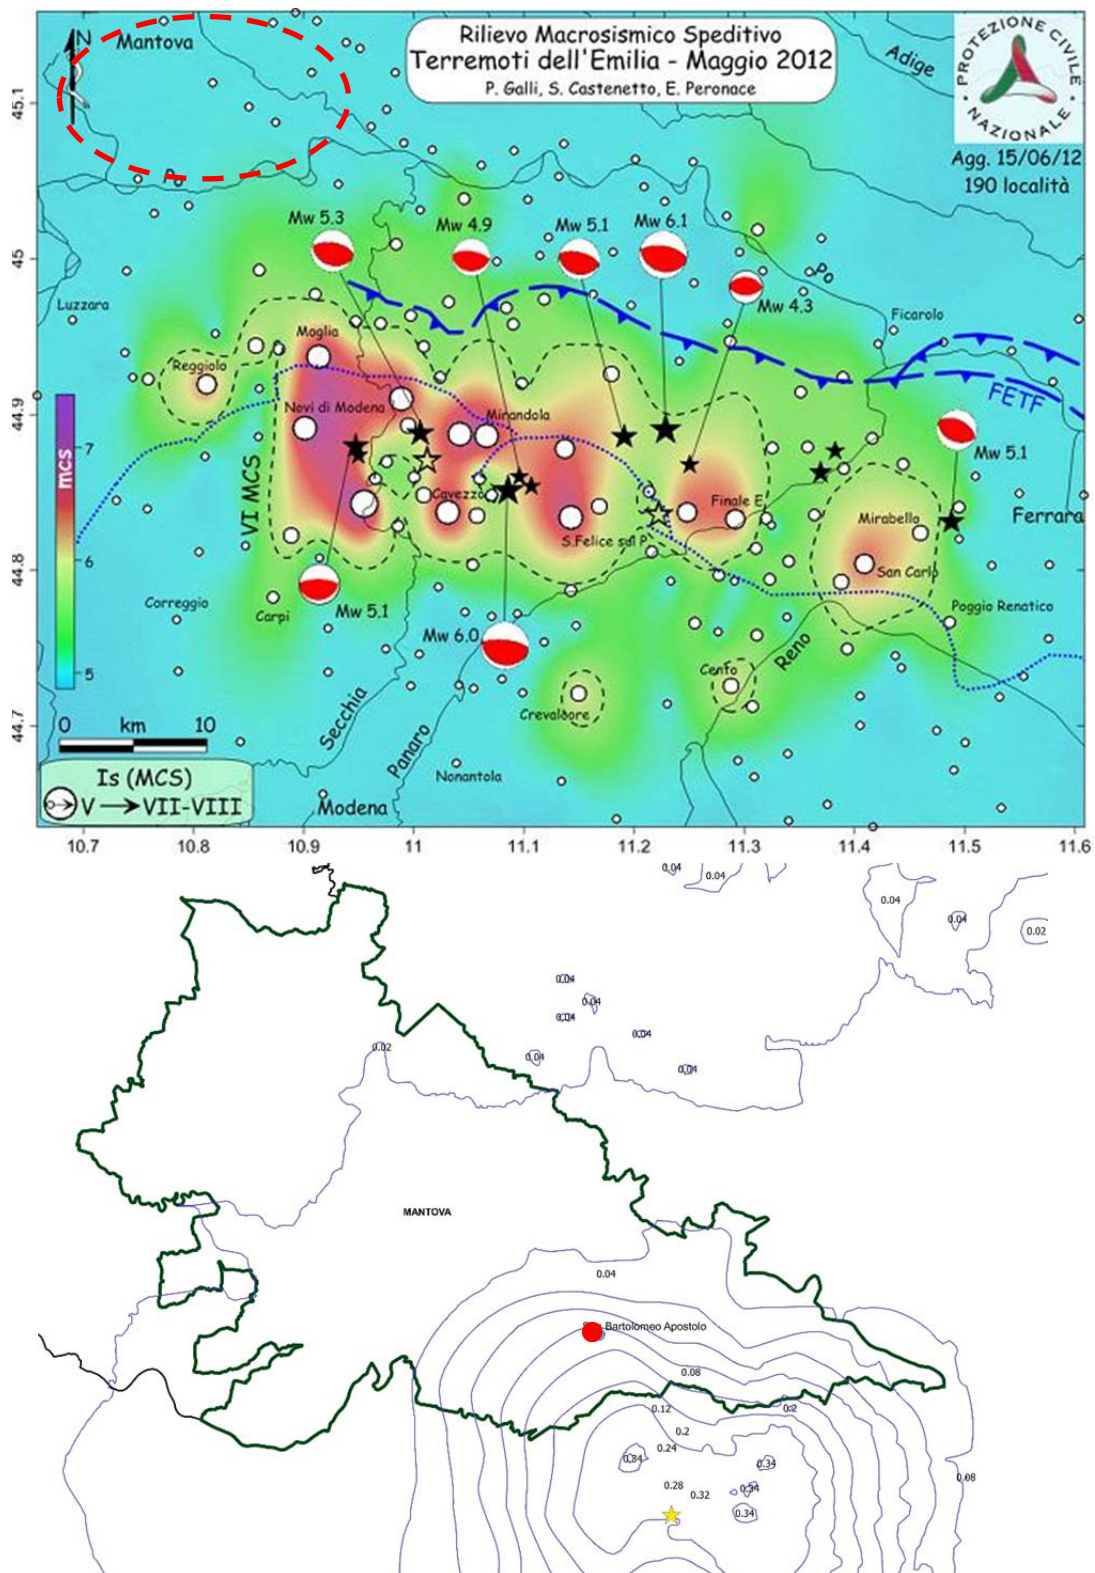 Rilievo Macrosismico Speditivo
Terremoti dell'Emilia - Maggio 2012
P. Galli, S. Castenetto, E. Peronace
PROTEZIONE CIVILE
NAZIONALE
Agg. 15/06/12
190 località
N
Mantova
Adige
45.1
Po
Mw 5.3
Mw 4.9
Mw 5.1
Mw 6.1
45
Po
Mw 4.3
Luzzara
Ficarolo
Moglia
Reggiolo
FETF
44.9
Novi di Modena
Mirandola
7
mcs
VI MCS
Mw 5.1
Cavezzo
Finale E
Mirabello
Ferrara
6
S.Felice sul P.
44.8
San Carlo
Correggio
Carpi
Mw 5.1
Poggio Renatico
Mw 6.0
Reno
5
Cento
44.7
Crevalcore
Secchia
Panaro
0 km 10
Nonantola
Is (MCS)
V VII-VIII
Modena
10.7 10.8 10.9 11 11.1 11.2 11.3 11.4 11.5 11.6
0.04
0.04
0.04
0.04
0.02
0.04
0.04
0.04
0.04
0.02
0.04
0.04
MANTOVA
0.04
Bartolomeo Apostolo
0.08
0.12
0.2
0.2
0.24
0.34
0.34
0.08
0.28
0.34
0.32
0.34